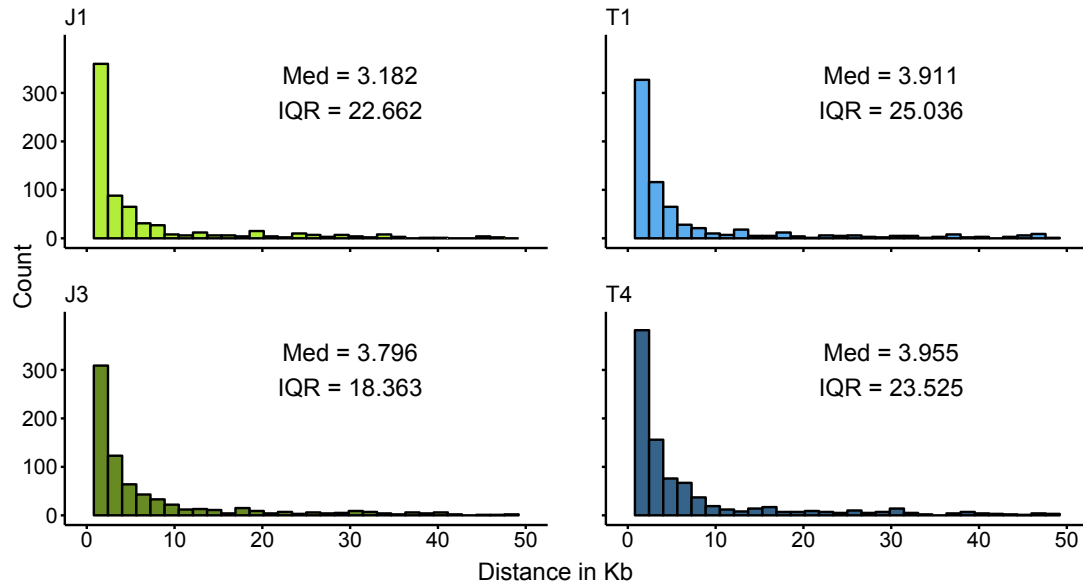 J1
Med = 3.182
IQR = 22.662
300
200
100
0
0 10 20 30 40 50
T1
Med = 3.911
IQR = 25.036
0 10 20 30 40 50
Count
J3
Med = 3.796
IQR = 18.363
300
200
100
0
T4
Med = 3.955
IQR = 23.525
Distance in Kb